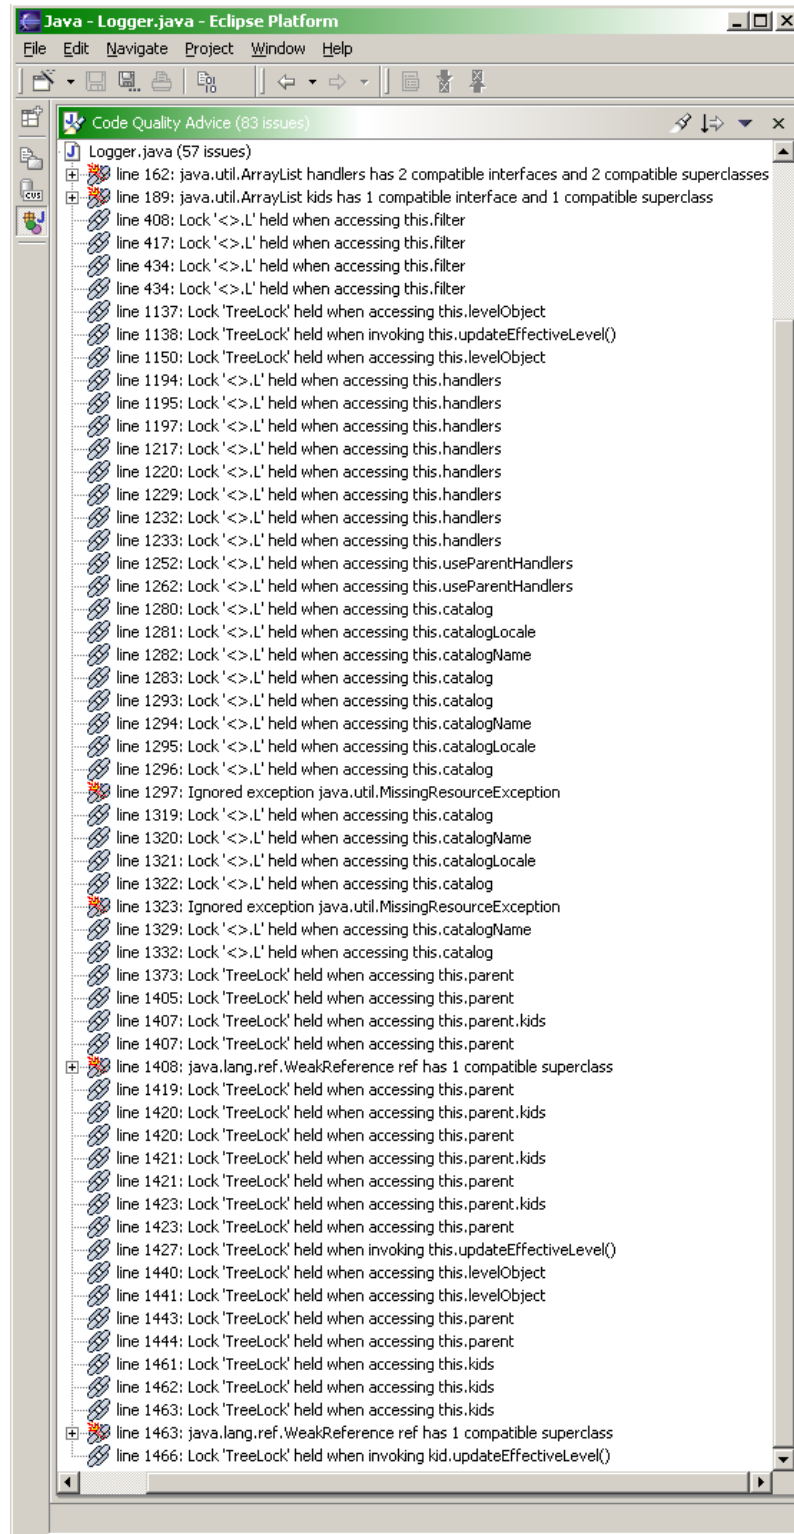 Java - Logger.java - Eclipse Platform
File Edit Navigate Project Window Help
Code Quality Advice (83 issues)
Logger.java (57 issues)
line 162: java.util.ArrayList handlers has 2 compatible interfaces and 2 compatible superclasses
line 189: java.util.ArrayList kids has 1 compatible interface and 1 compatible superclass
line 408: Lock '<>.L' held when accessing this.filter
line 417: Lock '<>.L' held when accessing this.filter
line 434: Lock '<>.L' held when accessing this.filter
line 434: Lock '<>.L' held when accessing this.filter
line 1137: Lock 'TreeLock' held when accessing this.levelObject
line 1138: Lock 'TreeLock' held when invoking this.updateEffectiveLevel()
line 1150: Lock 'TreeLock' held when accessing this.levelObject
line 1194: Lock '<>.L' held when accessing this.handlers
line 1195: Lock '<>.L' held when accessing this.handlers
line 1197: Lock '<>.L' held when accessing this.handlers
line 1217: Lock '<>.L' held when accessing this.handlers
line 1220: Lock '<>.L' held when accessing this.handlers
line 1229: Lock '<>.L' held when accessing this.handlers
line 1232: Lock '<>.L' held when accessing this.handlers
line 1233: Lock '<>.L' held when accessing this.handlers
line 1252: Lock '<>.L' held when accessing this.useParentHandlers
line 1262: Lock '<>.L' held when accessing this.useParentHandlers
line 1280: Lock '<>.L' held when accessing this.catalog
line 1281: Lock '<>.L' held when accessing this.catalogLocale
line 1282: Lock '<>.L' held when accessing this.catalogName
line 1283: Lock '<>.L' held when accessing this.catalog
line 1293: Lock '<>.L' held when accessing this.catalog
line 1294: Lock '<>.L' held when accessing this.catalogName
line 1295: Lock '<>.L' held when accessing this.catalogLocale
line 1296: Lock '<>.L' held when accessing this.catalog
line 1297: Ignored exception java.util.MissingResourceException
line 1319: Lock '<>.L' held when accessing this.catalog
line 1320: Lock '<>.L' held when accessing this.catalogName
line 1321: Lock '<>.L' held when accessing this.catalogLocale
line 1322: Lock '<>.L' held when accessing this.catalog
line 1323: Ignored exception java.util.MissingResourceException
line 1329: Lock '<>.L' held when accessing this.catalogName
line 1332: Lock '<>.L' held when accessing this.catalog
line 1373: Lock 'TreeLock' held when accessing this.parent
line 1405: Lock 'TreeLock' held when accessing this.parent
line 1407: Lock 'TreeLock' held when accessing this.parent.kids
line 1407: Lock 'TreeLock' held when accessing this.parent
line 1408: java.lang.ref.WeakReference ref has 1 compatible superclass
line 1419: Lock 'TreeLock' held when accessing this.parent
line 1420: Lock 'TreeLock' held when accessing this.parent.kids
line 1420: Lock 'TreeLock' held when accessing this.parent
line 1421: Lock 'TreeLock' held when accessing this.parent.kids
line 1421: Lock 'TreeLock' held when accessing this.parent
line 1423: Lock 'TreeLock' held when accessing this.parent.kids
line 1423: Lock 'TreeLock' held when accessing this.parent
line 1427: Lock 'TreeLock' held when invoking this.updateEffectiveLevel()
line 1440: Lock 'TreeLock' held when accessing this.levelObject
line 1441: Lock 'TreeLock' held when accessing this.levelObject
line 1443: Lock 'TreeLock' held when accessing this.parent
line 1444: Lock 'TreeLock' held when accessing this.parent
line 1461: Lock 'TreeLock' held when accessing this.kids
line 1462: Lock 'TreeLock' held when accessing this.kids
line 1463: Lock 'TreeLock' held when accessing this.kids
line 1463: java.lang.ref.WeakReference ref has 1 compatible superclass
line 1466: Lock 'TreeLock' held when invoking kid.updateEffectiveLevel()